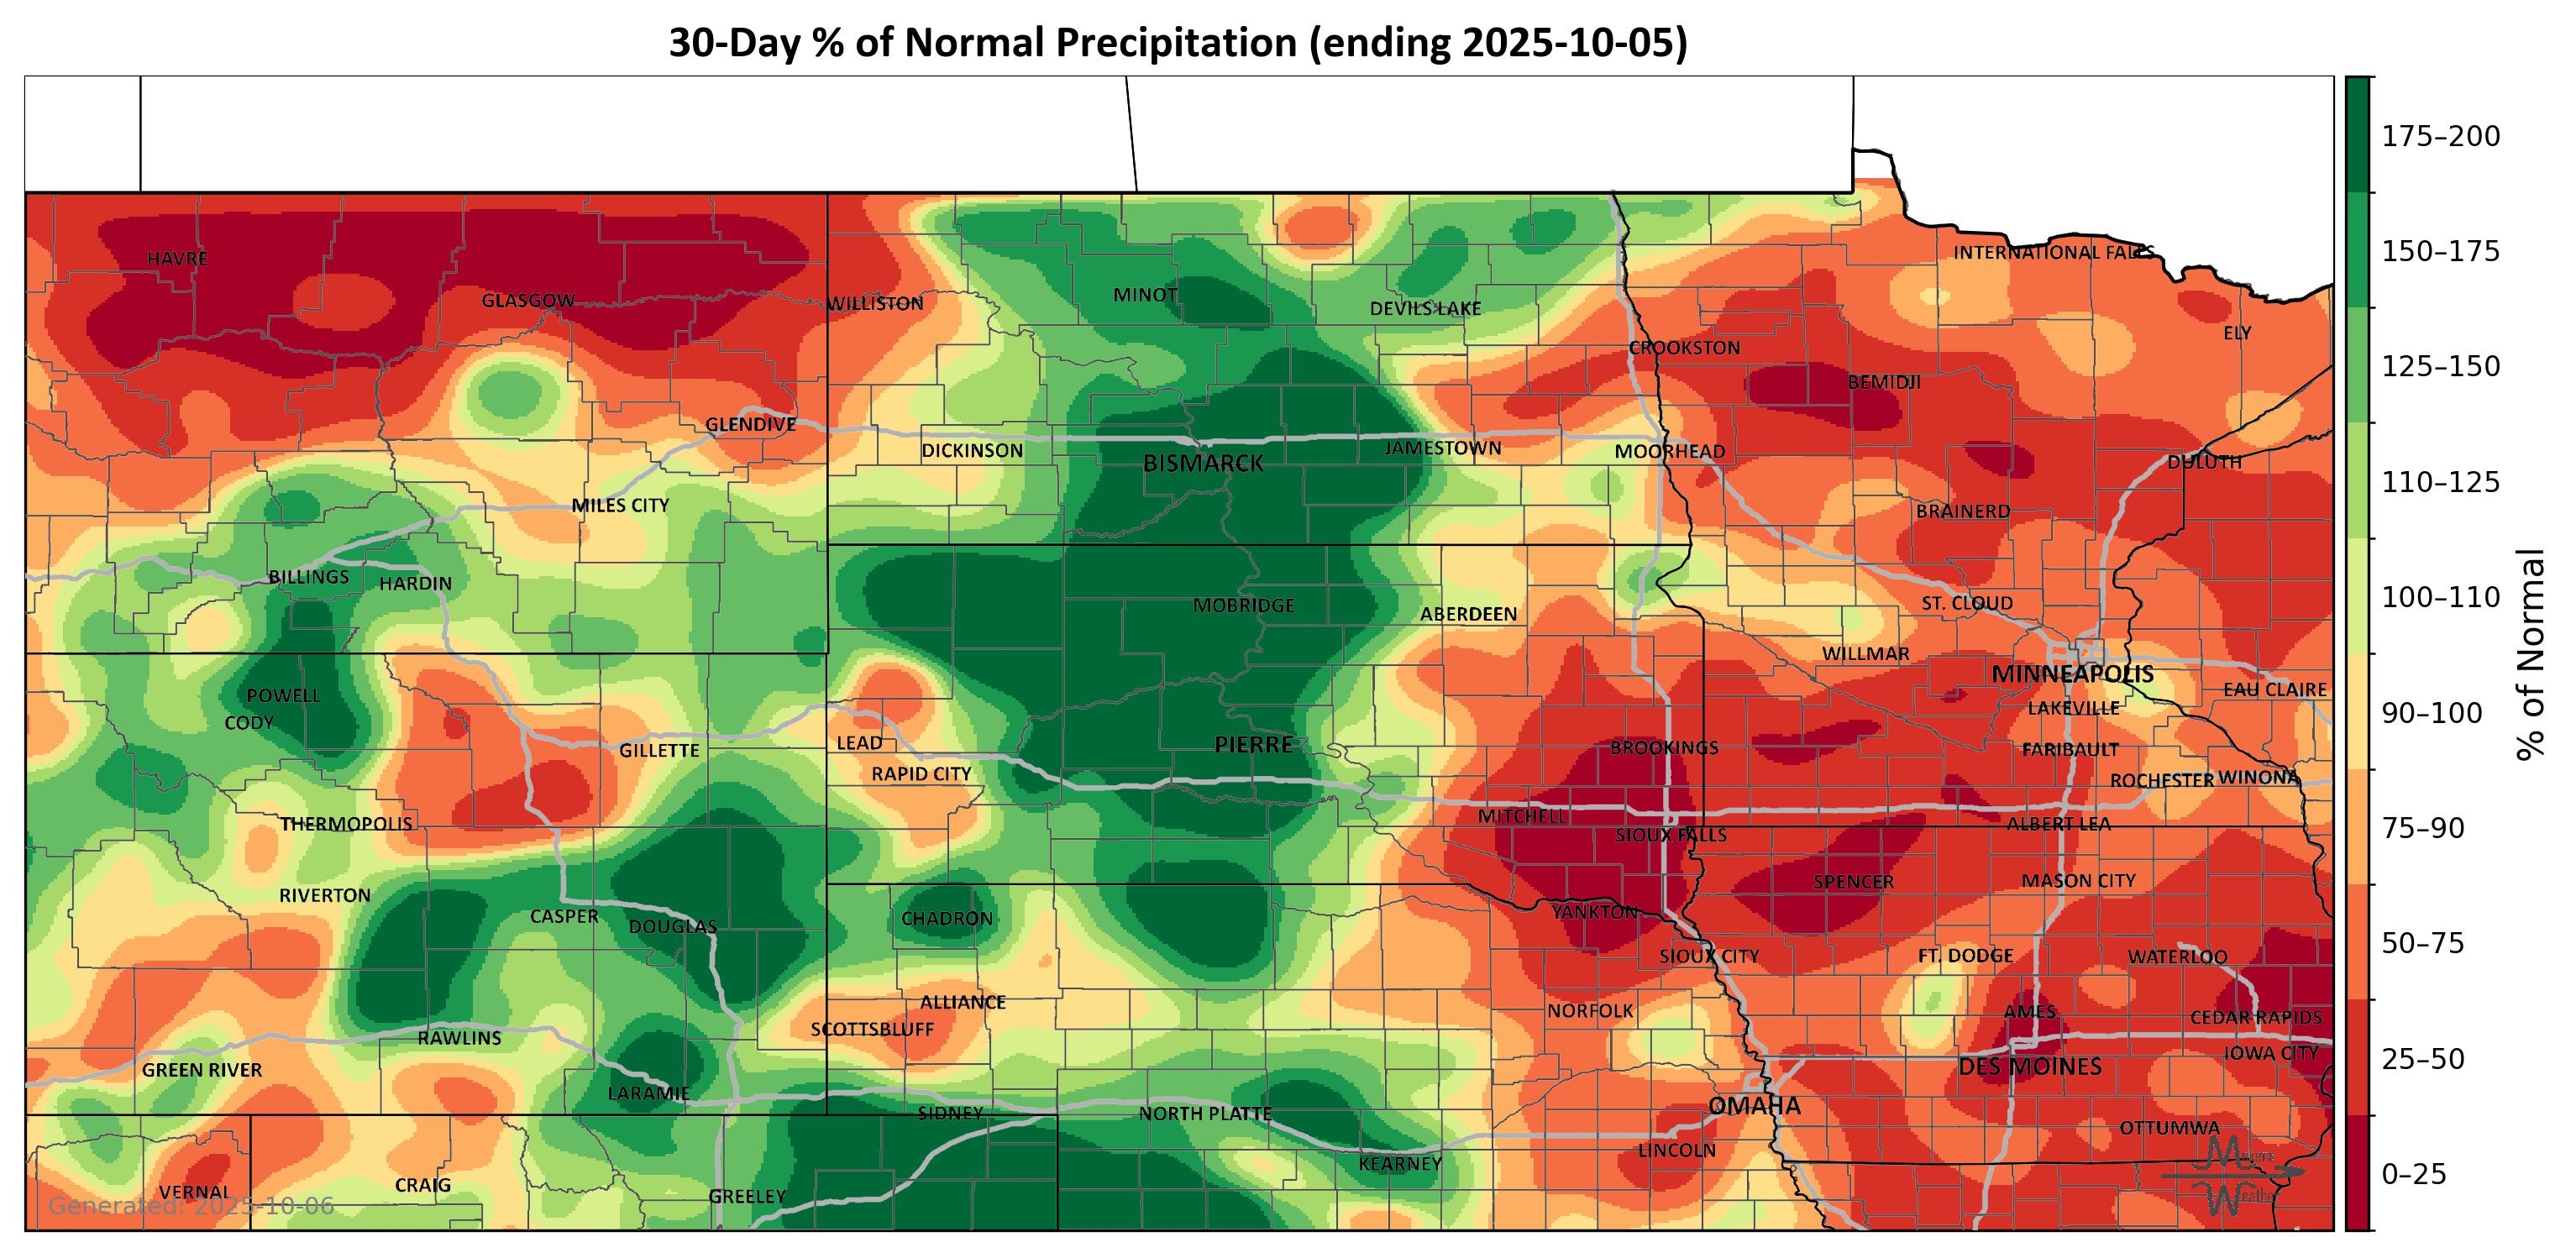 30-Day % of Normal Precipitation (ending 2025-10-05)
175–200
150–175
125–150
110–125
100–110
90–100
75–90
50–75
25–50
0–25
% of Normal
HAVRE
GLASGOW
WILLISTON
MINOT
DEVILS LAKE
INTERNATIONAL FALLS
ELY
CROOKSTON
BEMIDJI
GLENDIVE
DICKINSON
BISMARCK
JAMESTOWN
MOORHEAD
DULUTH
MILES CITY
BRAINERD
BILLINGS
HARDIN
MOBRIDGE
ABERDEEN
ST. CLOUD
WILLMAR
MINNEAPOLIS
EAU CLAIRE
POWELL
CODY
LAKEVILLE
GILLETTE
LEAD
RAPID CITY
PIERRE
BROOKINGS
FARIBAULT
ROCHESTER
WINONA
THERMOPOLIS
MITCHELL
SIOUX FALLS
ALBERT LEA
RIVERTON
CASPER
DOUGLAS
CHADRON
YANKTON
SPENCER
MASON CITY
SIOUX CITY
FT. DODGE
WATERLOO
ALLIANCE
SCOTTSBLUFF
NORFOLK
AMES
CEDAR RAPIDS
RAWLINS
GREEN RIVER
IOWA CITY
DES MOINES
LARAMIE
SIDNEY
NORTH PLATTE
OMAHA
OTTUMWA
LINCOLN
KEARNEY
VERNAL
CRAIG
GREELEY
Generated: 2025-10-06